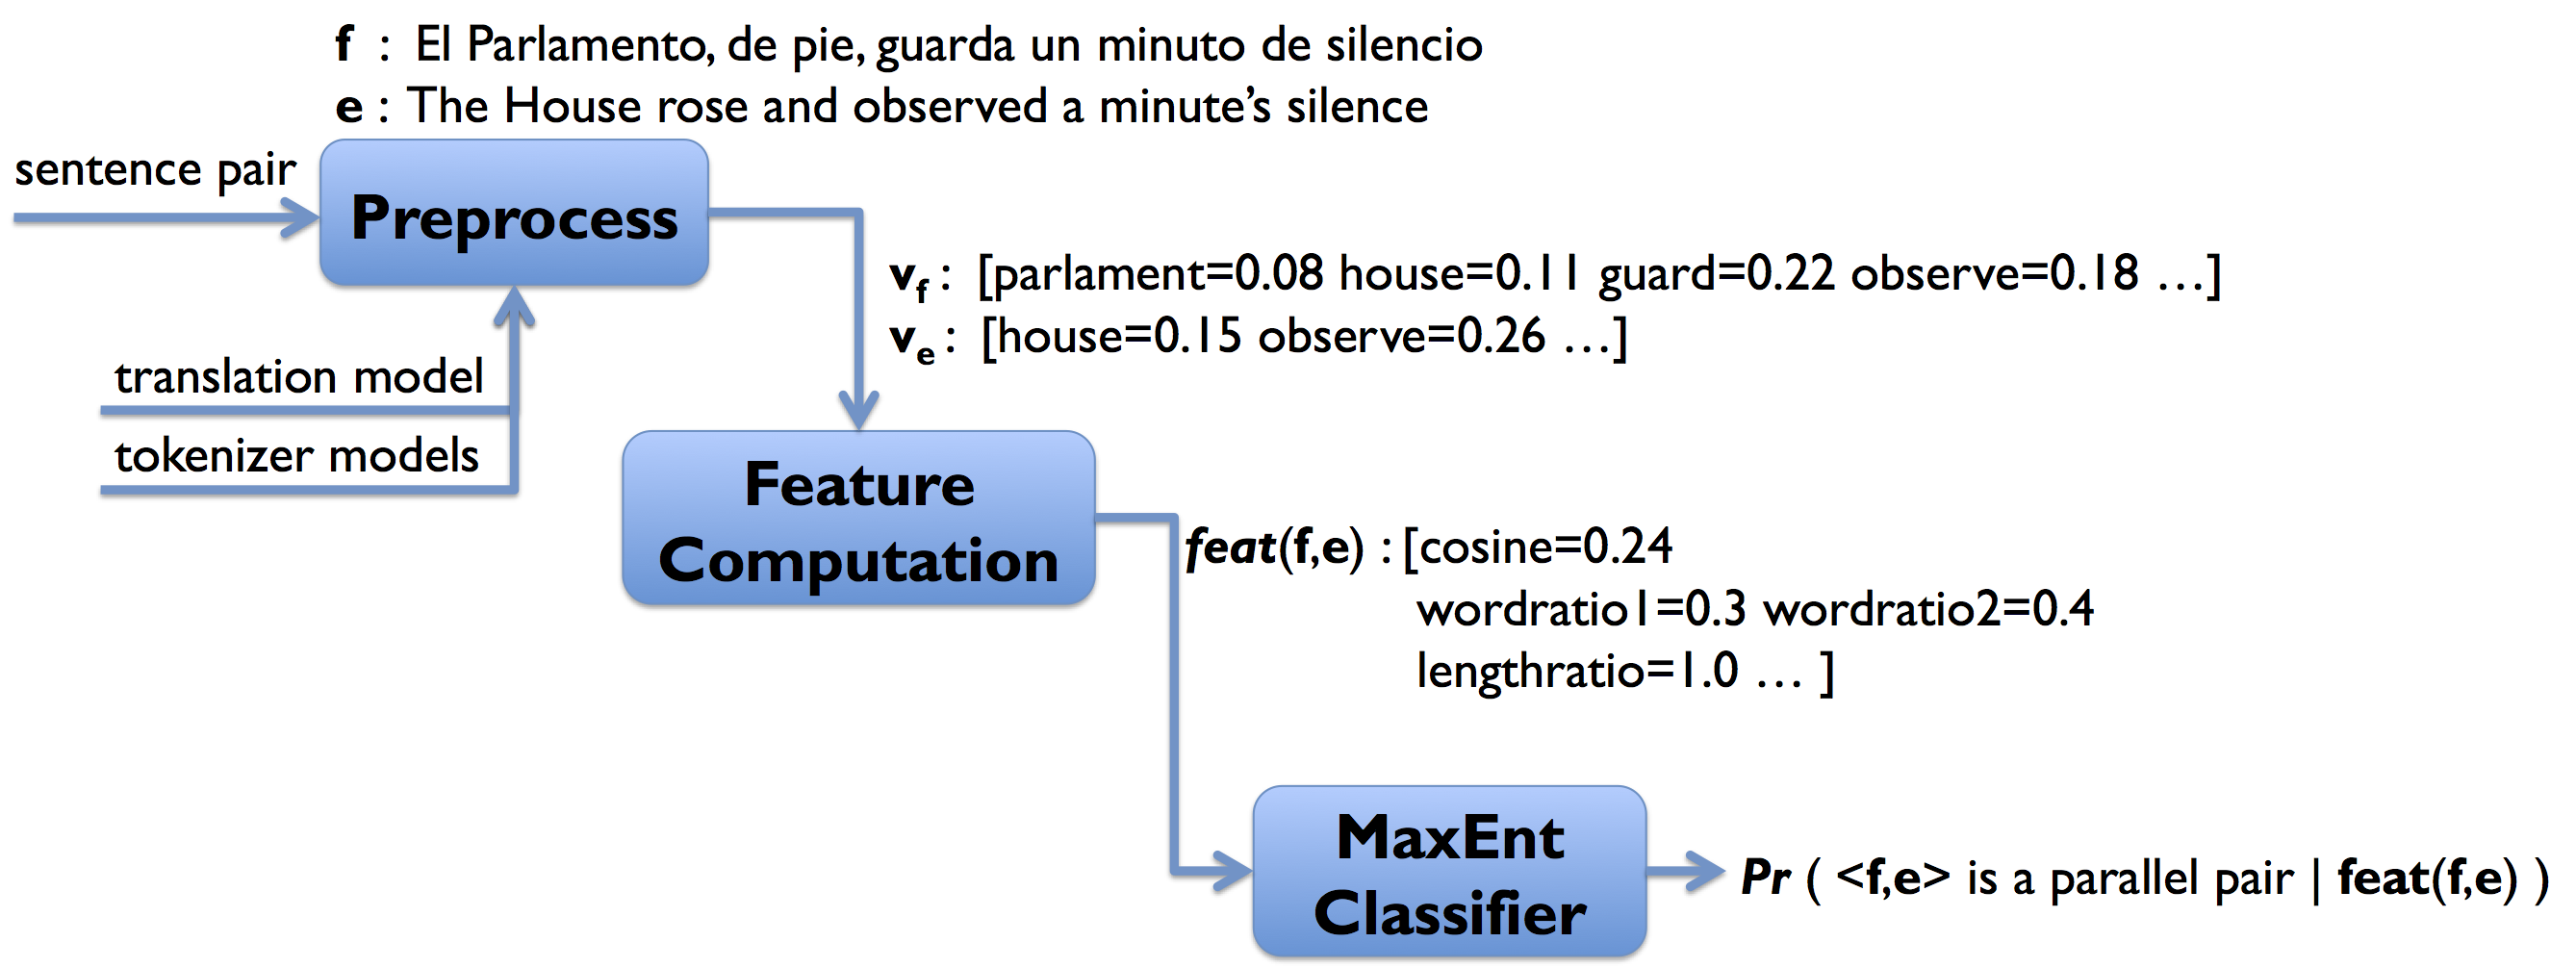 f : El Parlamento, de pie, guarda un minuto de silencio
e : The House rose and observed a minute’s silence
sentence pair
Preprocess
vf : [parlament=0.08 house=0.11 guard=0.22 observe=0.18 …]
ve : [house=0.15 observe=0.26 …]
translation model
tokenizer models
Feature
Computation
feat(f,e) : [cosine=0.24
wordratio1=0.3 wordratio2=0.4
lengthratio=1.0 … ]
MaxEnt
Classifier
Pr ( <f,e> is a parallel pair | feat(f,e) )